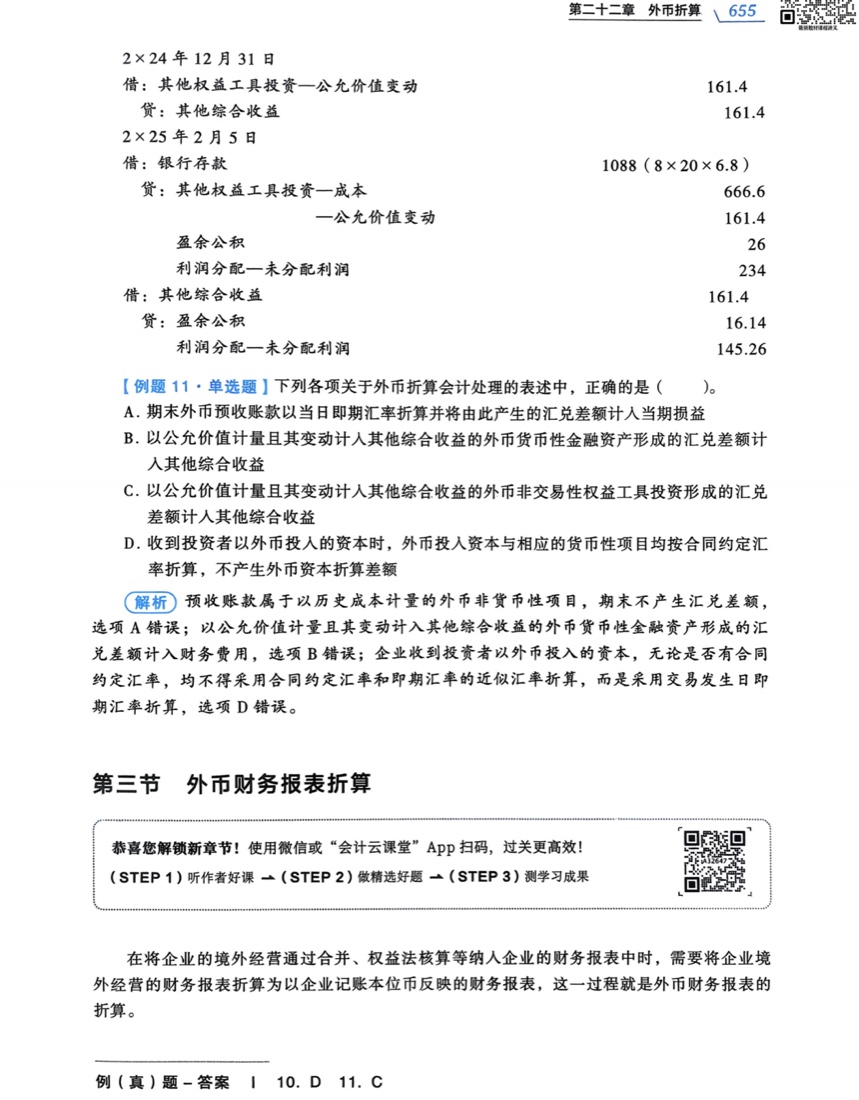 第二十二章 外币折算 655
2×24 年 12 月 31 日
借：其他权益工具投资—公允价值变动 161.4
贷：其他综合收益 161.4
2×25 年 2 月 5 日
借：银行存款 1088（8×20×6.8）
贷：其他权益工具投资—成本 666.6
—公允价值变动 161.4
盈余公积 26
利润分配—未分配利润 234
借：其他综合收益 161.4
贷：盈余公积 16.14
利润分配—未分配利润 145.26
【例题 11·单选题】下列各项关于外币折算会计处理的表述中，正确的是（ ）。
A. 期末外币预收账款以当日即期汇率折算并将由此产生的汇兑差额计入当期损益
B. 以公允价值计量且其变动计入其他综合收益的外币货币性金融资产形成的汇兑差额计
入其他综合收益
C. 以公允价值计量且其变动计入其他综合收益的外币非交易性权益工具投资形成的汇兑
差额计入其他综合收益
D. 收到投资者以外币投入的资本时，外币投入资本与相应的货币性项目均按合同约定汇
率折算，不产生外币资本折算差额
解析 预收账款属于以历史成本计量的外币非货币性项目，期末不产生汇兑差额，
选项 A 错误；以公允价值计量且其变动计入其他综合收益的外币货币性金融资产形成的汇
兑差额计入财务费用，选项 B 错误；企业收到投资者以外币投入的资本，无论是否有合同
约定汇率，均不得采用合同约定汇率和即期汇率的近似汇率折算，而是采用交易发生日即
期汇率折算，选项 D 错误。
第三节 外币财务报表折算
恭喜您解锁新章节！使用微信或“会计云课堂”App 扫码，过关更高效！
（STEP 1）听作者好课 ⇀（STEP 2）做精选好题 ⇀（STEP 3）测学习成果
在将企业的境外经营通过合并、权益法核算等纳入企业的财务报表中时，需要将企业境
外经营的财务报表折算为以企业记账本位币反映的财务报表，这一过程就是外币财务报表的
折算。
例（真）题－答案 | 10. D 11. C